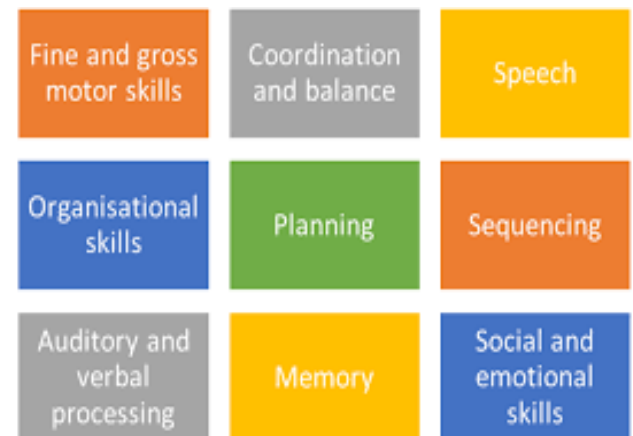 Fine and gross
motor skills
Coordination
and balance
Speech
Organisational
skills
Planning
Sequencing
Auditory and
verbal
processing
Memory
Social and
emotional
skills